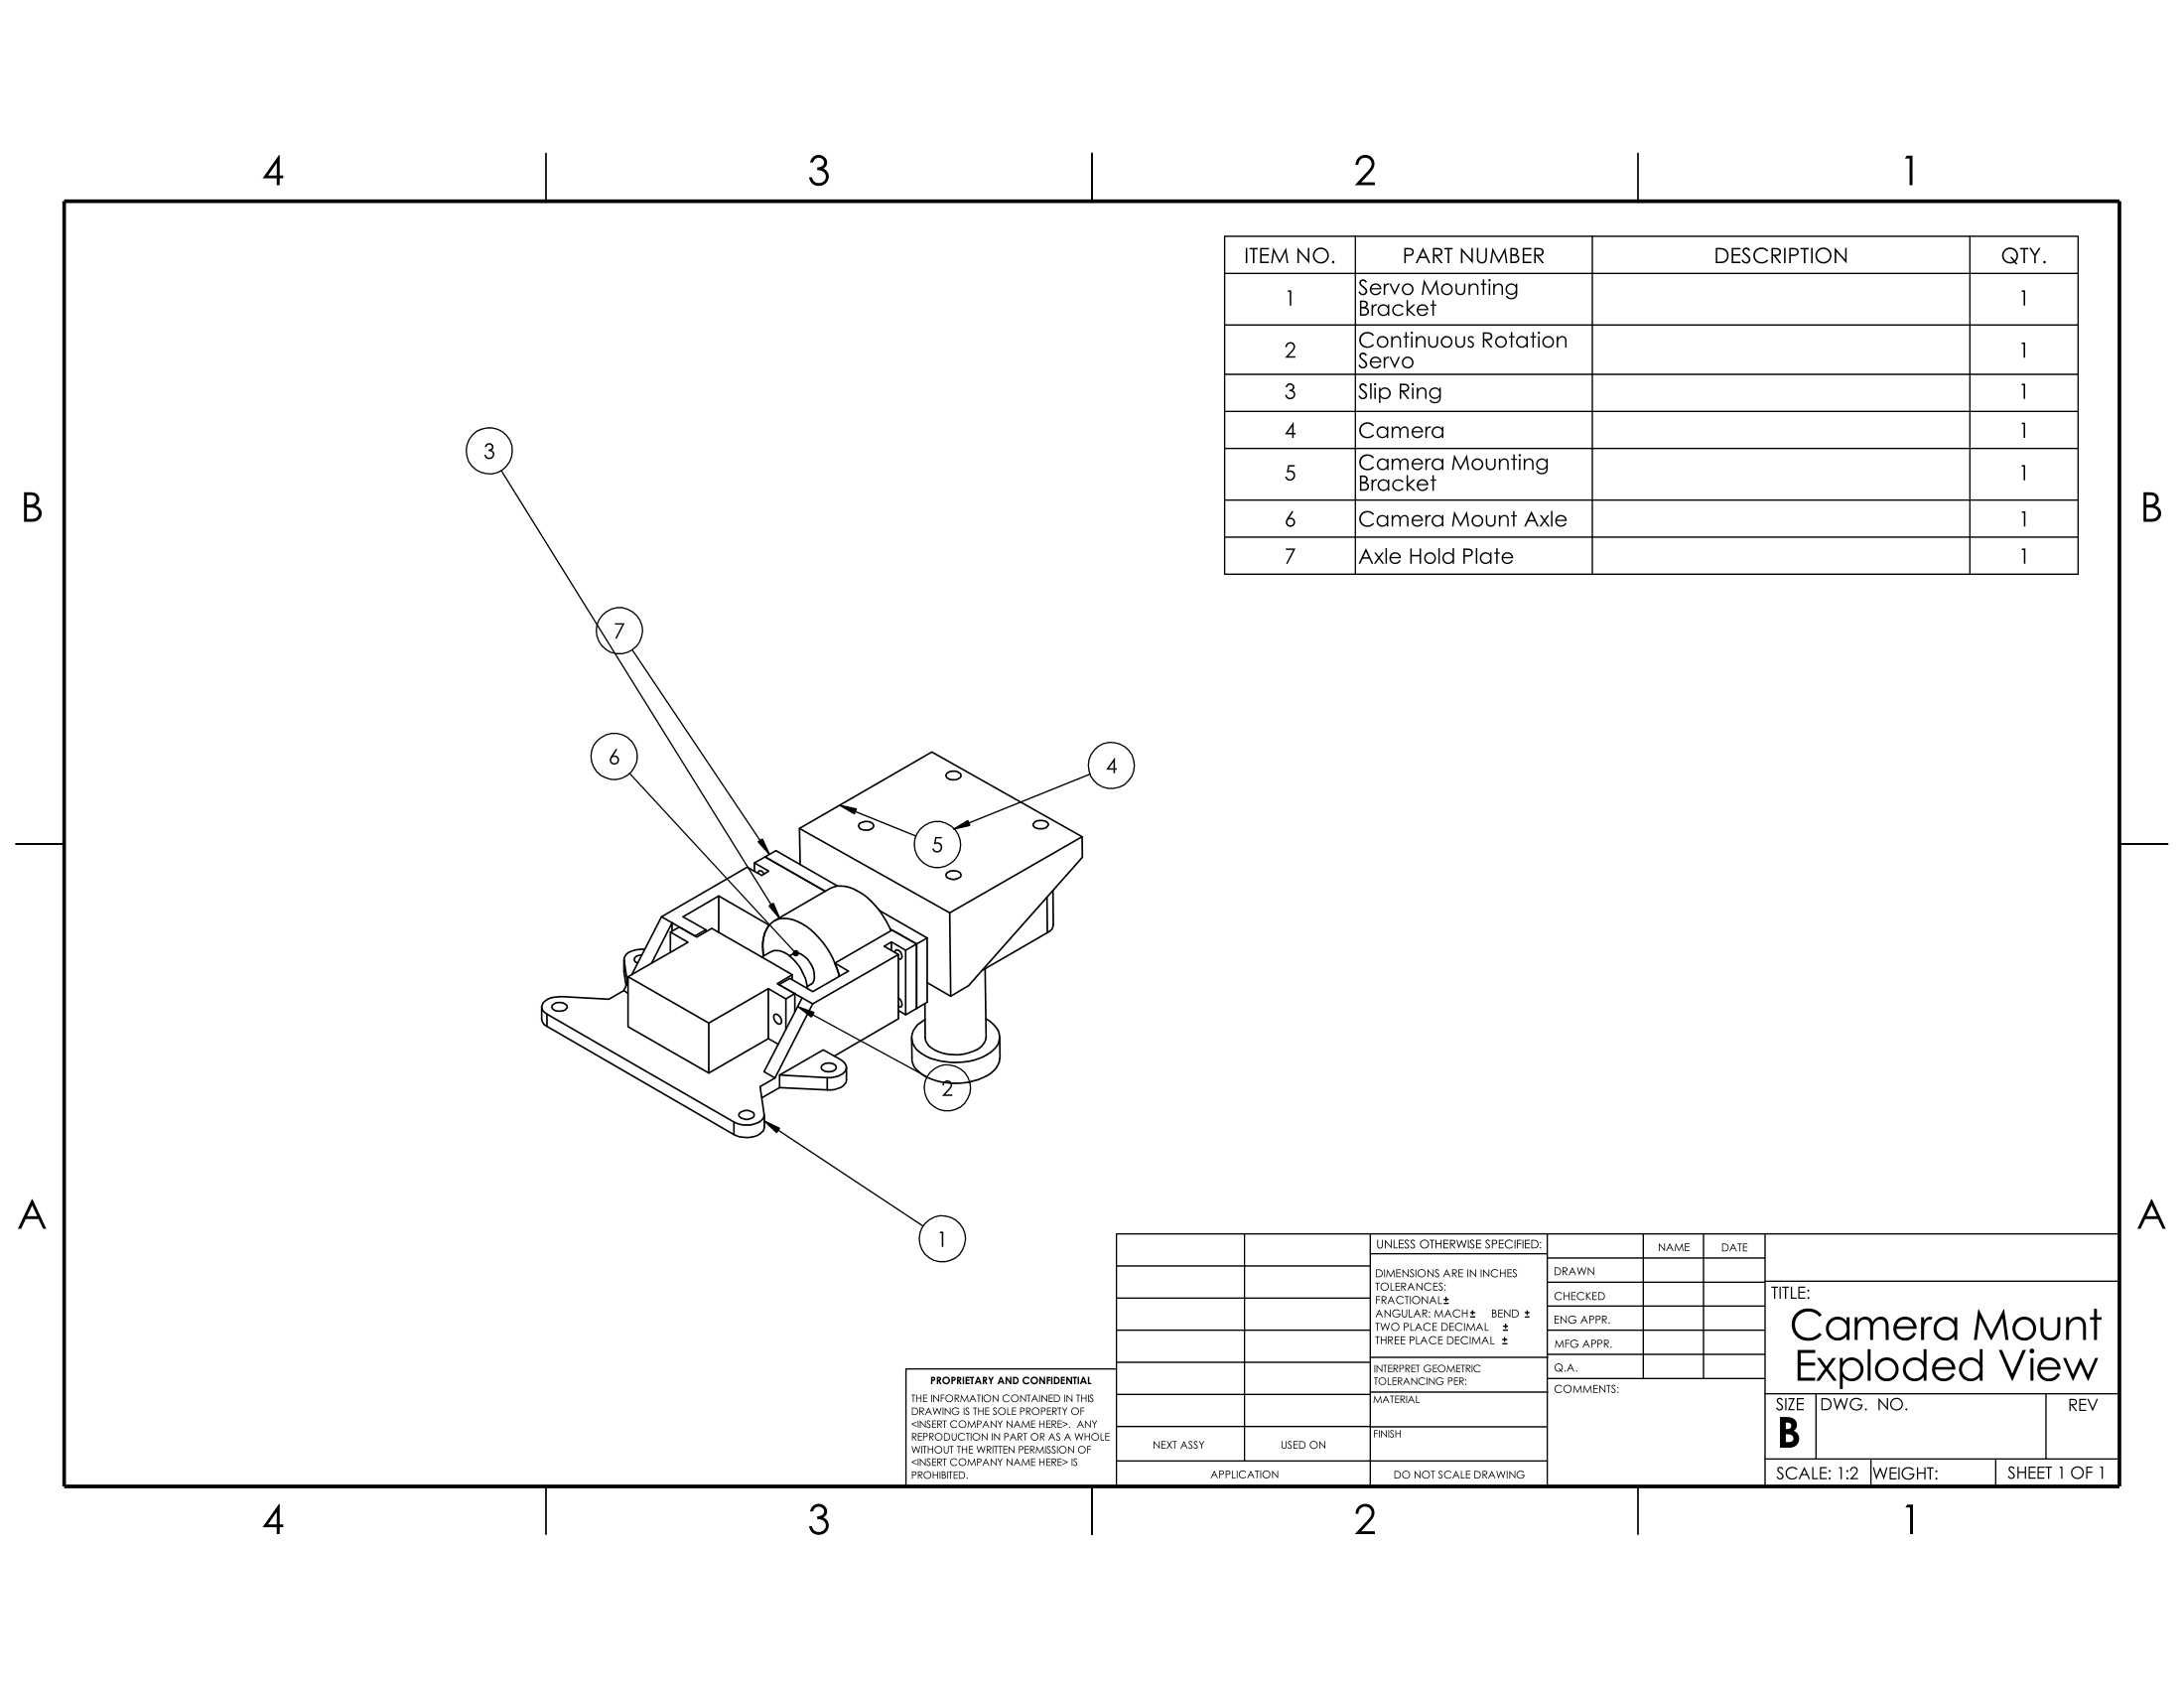 4 3 2 1
ITEM NO. PART NUMBER DESCRIPTION QTY.
1 Servo Mounting Bracket 1
2 Continuous Rotation Servo 1
3 Slip Ring 1
4 Camera 1
5 Camera Mounting Bracket 1
6 Camera Mount Axle 1
7 Axle Hold Plate 1
3
B B
7
6
4
5
2
A A
1
UNLESS OTHERWISE SPECIFIED:
DIMENSIONS ARE IN INCHES
TOLERANCES:
FRACTIONAL±
ANGULAR: MACH± BEND ±
TWO PLACE DECIMAL ±
THREE PLACE DECIMAL ±
INTERPRET GEOMETRIC
TOLERANCING PER:
MATERIAL
FINISH
DO NOT SCALE DRAWING
NAME DATE
DRAWN
CHECKED
ENG APPR.
MFG APPR.
Q.A.
COMMENTS:
TITLE:
Camera Mount
Exploded View
SIZE DWG. NO. REV
B
SCALE: 1:2 WEIGHT: SHEET 1 OF 1
PROPRIETARY AND CONFIDENTIAL
THE INFORMATION CONTAINED IN THIS
DRAWING IS THE SOLE PROPERTY OF
<INSERT COMPANY NAME HERE>. ANY
REPRODUCTION IN PART OR AS A WHOLE
WITHOUT THE WRITTEN PERMISSION OF
<INSERT COMPANY NAME HERE> IS
PROHIBITED.
NEXT ASSY USED ON
APPLICATION
4 3 2 1